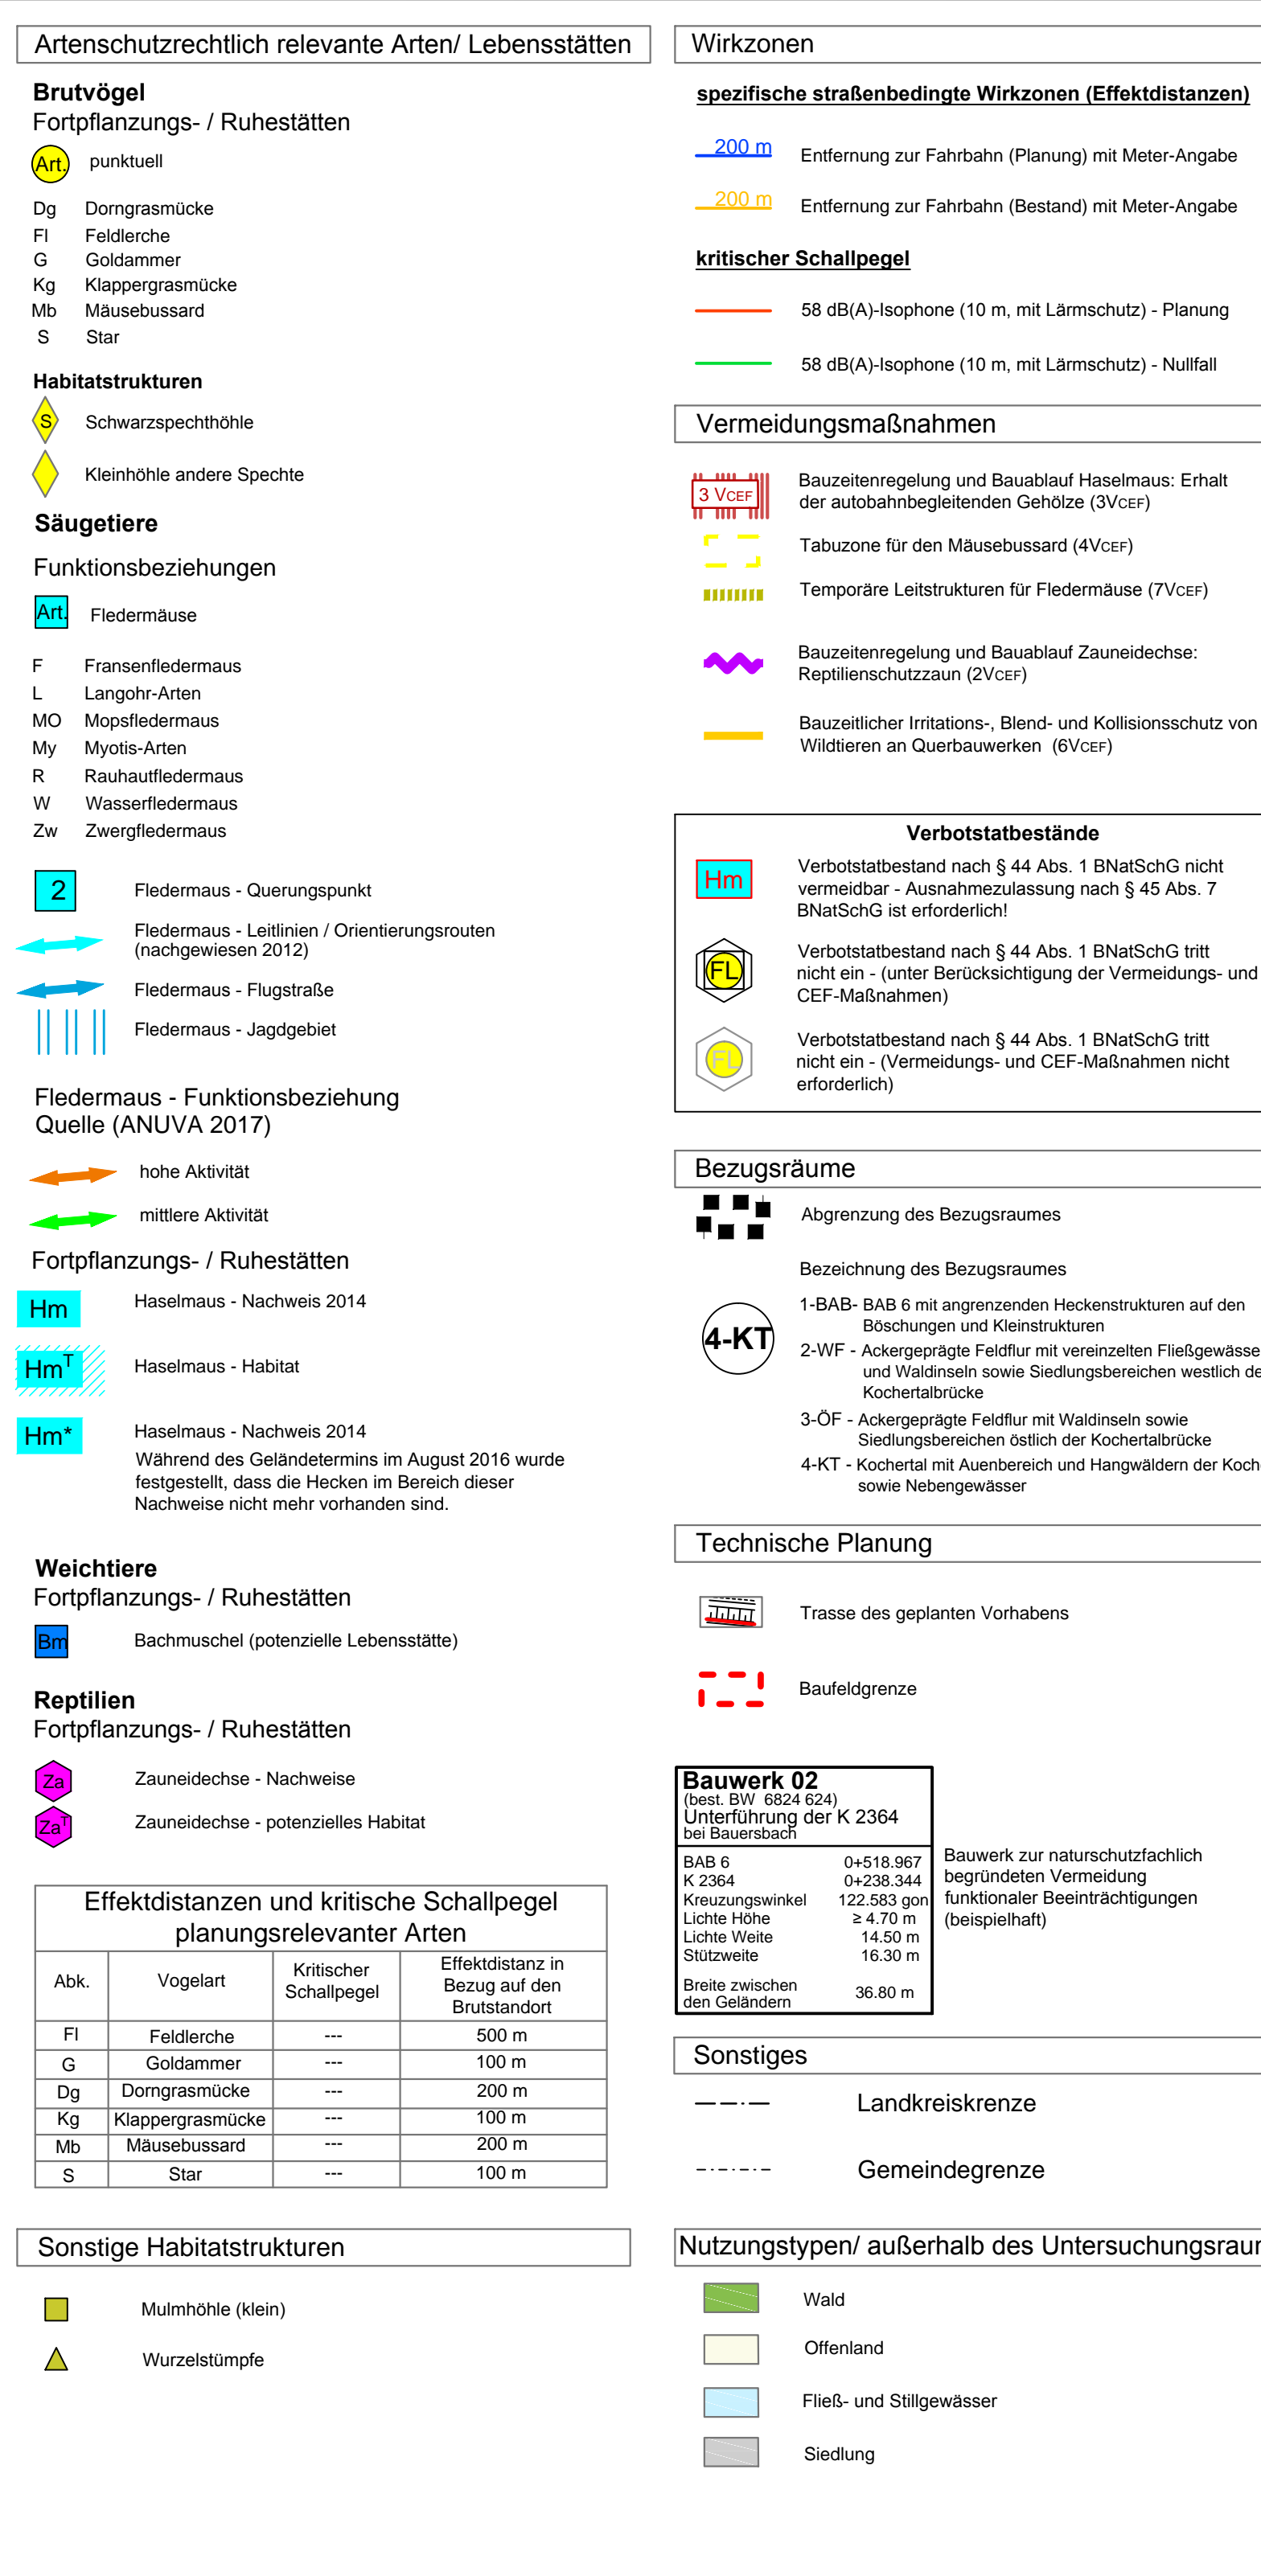 Artenschutzrechtlich relevante Arten/ Lebensstätten
Brutvögel
Fortpflanzungs- / Ruhestätten
Art. punktuell
Dg Dorngrasmücke
Fl Feldlerche
G Goldammer
Kg Klappergrasmücke
Mb Mäusebussard
S Star
Habitatstrukturen
S Schwarzspechthöhle
Kleinhöhle andere Spechte
Säugetiere
Funktionsbeziehungen
Art. Fledermäuse
F Fransenfledermaus
L Langohr-Arten
MO Mopsfledermaus
My Myotis-Arten
R Rauhautfledermaus
W Wasserfledermaus
Zw Zwergfledermaus
2 Fledermaus - Querungspunkt
Fledermaus - Leitlinien / Orientierungsrouten
(nachgewiesen 2012)
Fledermaus - Flugstraße
Fledermaus - Jagdgebiet
Fledermaus - Funktionsbeziehung
Quelle (ANUVA 2017)
hohe Aktivität
mittlere Aktivität
Fortpflanzungs- / Ruhestätten
Hm Haselmaus - Nachweis 2014
Hm^T Haselmaus - Habitat
Hm* Haselmaus - Nachweis 2014
Während des Geländetermins im August 2016 wurde
festgestellt, dass die Hecken im Bereich dieser
Nachweise nicht mehr vorhanden sind.
Weichtiere
Fortpflanzungs- / Ruhestätten
Bm Bachmuschel (potenzielle Lebensstätte)
Reptilien
Fortpflanzungs- / Ruhestätten
Za Zauneidechse - Nachweise
Za^T Zauneidechse - potenzielles Habitat
Effektdistanzen und kritische Schallpegel
planungsrelevanter Arten
Abk. Vogelart Kritischer Schallpegel Effektdistanz in Bezug auf den Brutstandort
Fl Feldlerche --- 500 m
G Goldammer --- 100 m
Dg Dorngrasmücke --- 200 m
Kg Klappergrasmücke --- 100 m
Mb Mäusebussard --- 200 m
S Star --- 100 m
Sonstige Habitatstrukturen
Mulmhöhle (klein)
Wurzelstümpfe
Wirkzonen
spezifische straßenbedingte Wirkzonen (Effektdistanzen)
200 m Entfernung zur Fahrbahn (Planung) mit Meter-Angabe
200 m Entfernung zur Fahrbahn (Bestand) mit Meter-Angabe
kritischer Schallpegel
58 dB(A)-Isophone (10 m, mit Lärmschutz) - Planung
58 dB(A)-Isophone (10 m, mit Lärmschutz) - Nullfall
Vermeidungsmaßnahmen
3 VCEF Bauzeitenregelung und Bauablauf Haselmaus: Erhalt
der autobahnbegleitenden Gehölze (3VCEF)
Tabuzone für den Mäusebussard (4VCEF)
Temporäre Leitstrukturen für Fledermäuse (7VCEF)
Bauzeitenregelung und Bauablauf Zauneidechse:
Reptilienschutzzaun (2VCEF)
Bauzeitlicher Irritations-, Blend- und Kollisionsschutz von
Wildtieren an Querbauwerken (6VCEF)
Verbotstatbestände
Hm Verbotstatbestand nach § 44 Abs. 1 BNatSchG nicht
vermeidbar - Ausnahmezulassung nach § 45 Abs. 7
BNatSchG ist erforderlich!
FL Verbotstatbestand nach § 44 Abs. 1 BNatSchG tritt
nicht ein - (unter Berücksichtigung der Vermeidungs- und
CEF-Maßnahmen)
FL Verbotstatbestand nach § 44 Abs. 1 BNatSchG tritt
nicht ein - (Vermeidungs- und CEF-Maßnahmen nicht
erforderlich)
Bezugsräume
Abgrenzung des Bezugsraumes
Bezeichnung des Bezugsraumes
4-KT
1-BAB- BAB 6 mit angrenzenden Heckenstrukturen auf den
Böschungen und Kleinstrukturen
2-WF - Ackergeprägte Feldflur mit vereinzelten Fließgewässe
und Waldinseln sowie Siedlungsbereichen westlich de
Kochertalbrücke
3-ÖF - Ackergeprägte Feldflur mit Waldinseln sowie
Siedlungsbereichen östlich der Kochertalbrücke
4-KT - Kochertal mit Auenbereich und Hangwäldern der Koch
sowie Nebengewässer
Technische Planung
Trasse des geplanten Vorhabens
Baufeldgrenze
Bauwerk 02
(best. BW 6824 624)
Unterführung der K 2364
bei Bauersbach
BAB 6 0+518.967
K 2364 0+238.344
Kreuzungswinkel 122.583 gon
Lichte Höhe ≥ 4.70 m
Lichte Weite 14.50 m
Stützweite 16.30 m
Breite zwischen
den Geländern 36.80 m
Bauwerk zur naturschutzfachlich
begründeten Vermeidung
funktionaler Beeinträchtigungen
(beispielhaft)
Sonstiges
Landkreiskrenze
Gemeindegrenze
Nutzungstypen/ außerhalb des Untersuchungsrau
Wald
Offenland
Fließ- und Stillgewässer
Siedlung